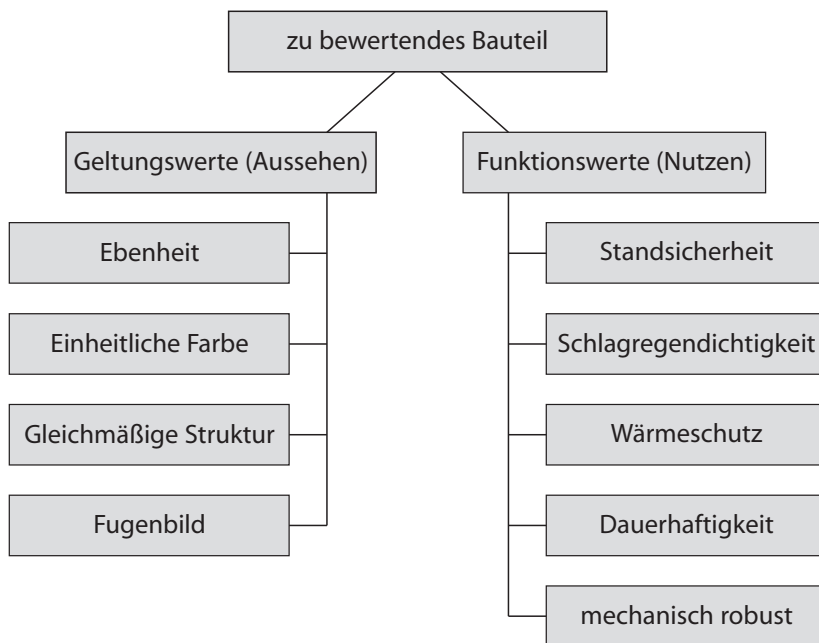 zu bewertendes Bauteil
Geltungswerte (Aussehen)
Funktionswerte (Nutzen)
Ebenheit
Einheitliche Farbe
Gleichmäßige Struktur
Fugenbild
Standsicherheit
Schlagregendichtigkeit
Wärmeschutz
Dauerhaftigkeit
mechanisch robust